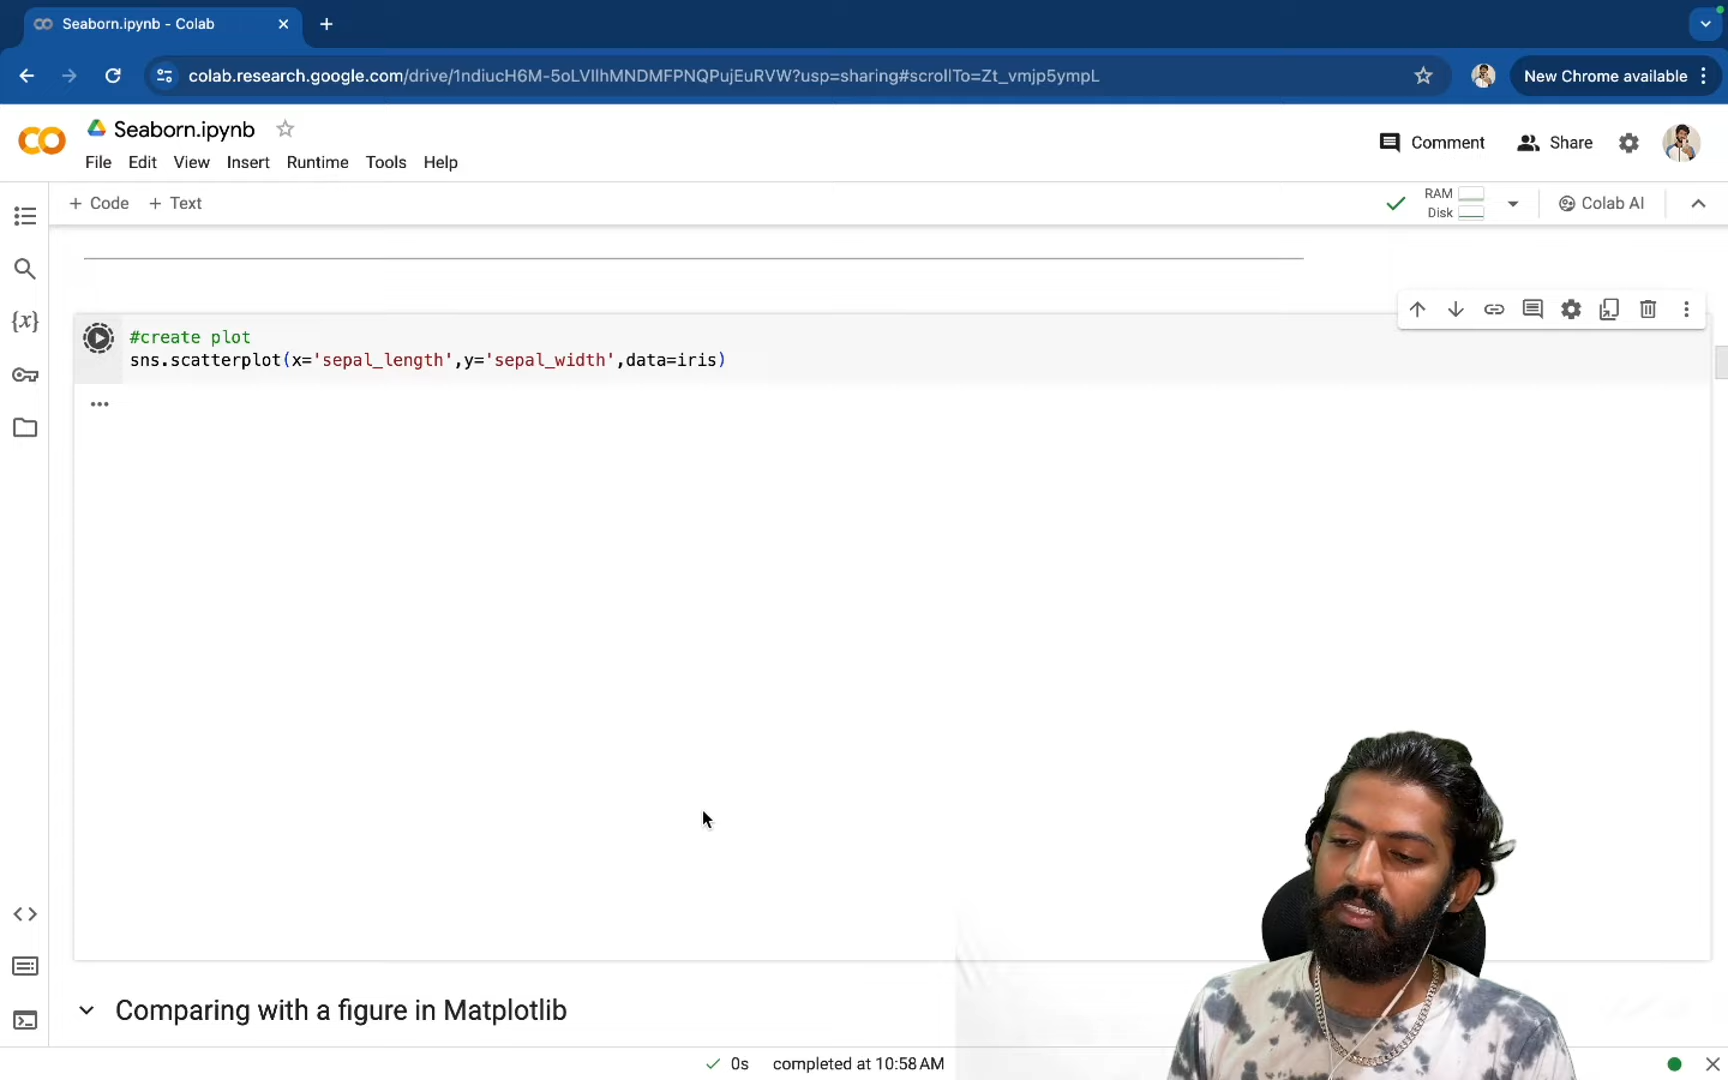 Seaborn.ipynb - Colab
colab.research.google.com/drive/1ndiucH6M-5oLVIlhMNDMFPNQPujEuRVW?usp=sharing#scrollTo=Zt_vmjp5ympL
New Chrome available
Seaborn.ipynb
Comment
Share
File Edit View Insert Runtime Tools Help
+ Code + Text
RAM
Disk
Colab AI
#create plot
sns.scatterplot(x='sepal_length',y='sepal_width',data=iris)
Comparing with a figure in Matplotlib
0s completed at 10:58 AM